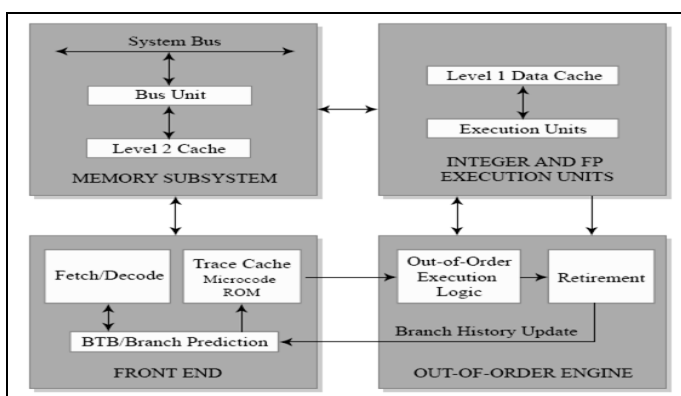 System Bus
Bus Unit
Level 2 Cache
MEMORY SUBSYSTEM
Level 1 Data Cache
Execution Units
INTEGER AND FP
EXECUTION UNITS
Fetch/Decode
Trace Cache
Microcode
ROM
BTB/Branch Prediction
FRONT END
Out-of-Order
Execution
Logic
Retirement
Branch History Update
OUT-OF-ORDER ENGINE